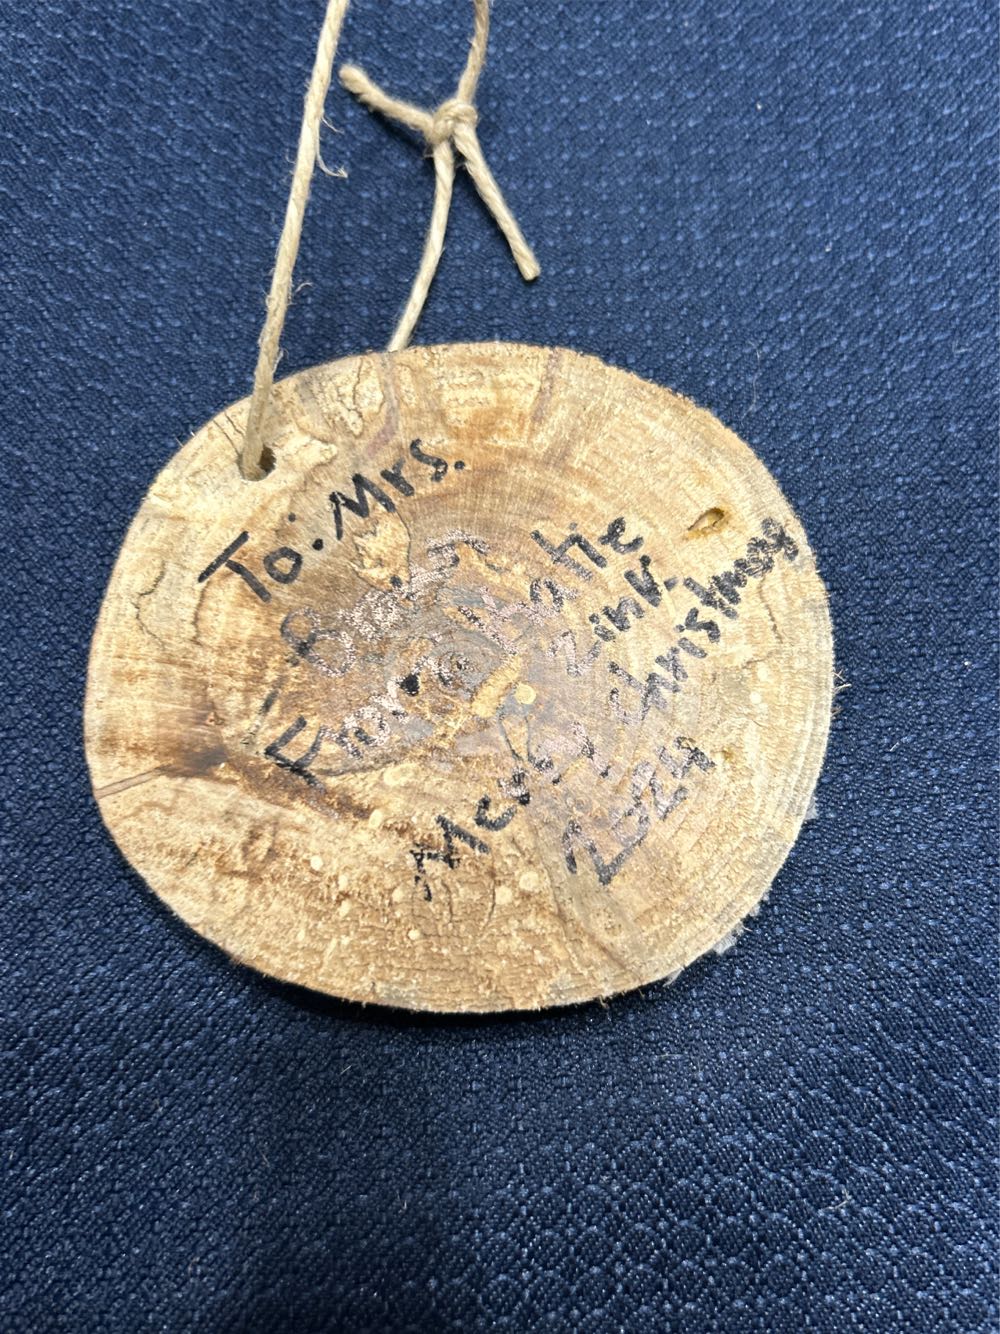 To: Mrs.
From: Katie
Zink.
Merry Christmas
2024